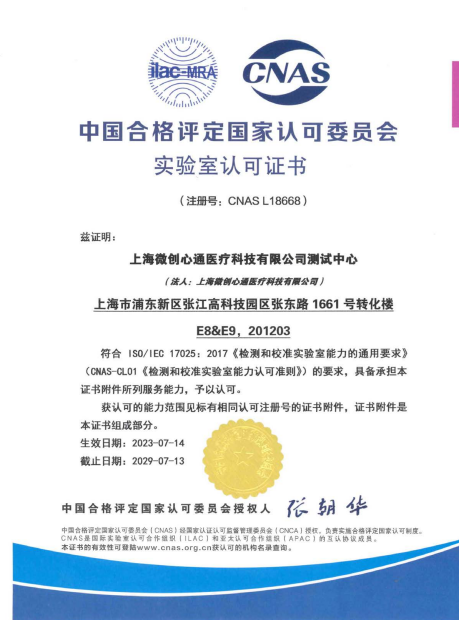 ilac-MRA
CNAS
中国合格评定国家认可委员会
实验室认可证书
（注册号：CNAS L18668）
兹证明：
上海微创心通医疗科技有限公司测试中心
（法人：上海微创心通医疗科技有限公司）
上海市浦东新区张江高科技园区张东路 1661 号转化楼
E8&E9，201203
符合 ISO/IEC 17025：2017《检测和校准实验室能力的通用要求》
（CNAS-CL01《检测和校准实验室能力认可准则》）的要求，具备承担本
证书附件所列服务能力，予以认可。
获认可的能力范围见标有相同认可注册号的证书附件，证书附件是
本证书组成部分。
生效日期：2023-07-14
截止日期：2029-07-13
中国合格评定国家认可委员会授权人 张朝华
中国合格评定国家认可委员会（CNAS）经国家认证认可监督管理委员会（CNCA）授权，负责实施合格评定国家认可制度。
CNAS是国际实验室认可合作组织（ILAC）和亚太认可合作组织（APAC）的互认协议成员。
本证书的有效性可登陆www.cnas.org.cn获认可的机构名录查询。